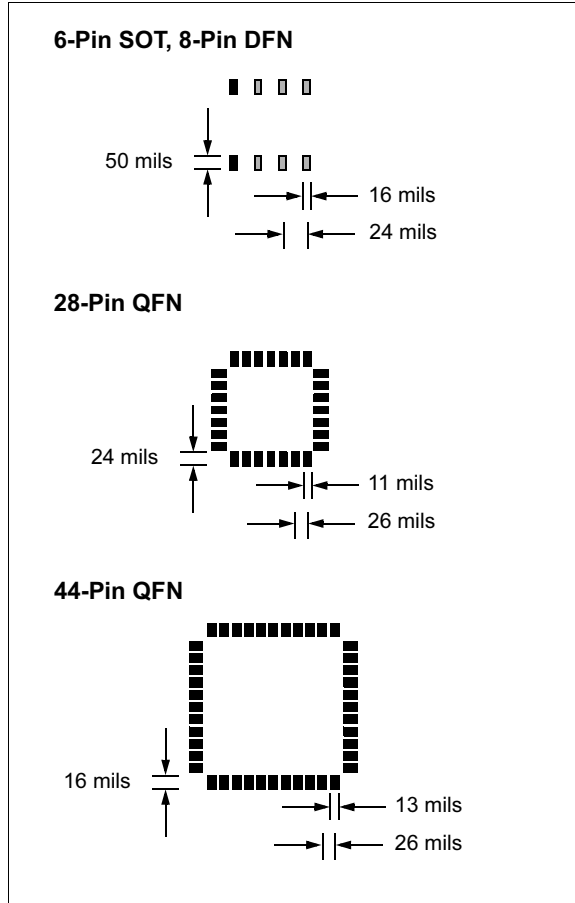 6-Pin SOT, 8-Pin DFN
50 mils
16 mils
24 mils
28-Pin QFN
24 mils
11 mils
26 mils
44-Pin QFN
16 mils
13 mils
26 mils